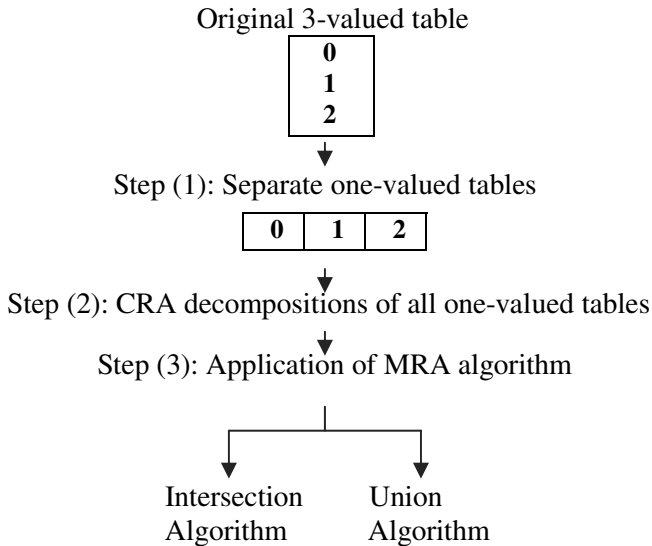 Original 3-valued table
0
1
2
Step (1): Separate one-valued tables
0 1 2
Step (2): CRA decompositions of all one-valued tables
Step (3): Application of MRA algorithm
Intersection Union
Algorithm Algorithm